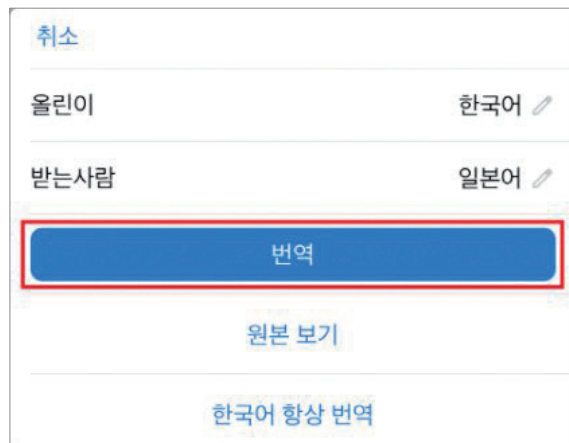 취소
올린이 한국어
받는사람 일본어
번역
원본 보기
한국어 항상 번역